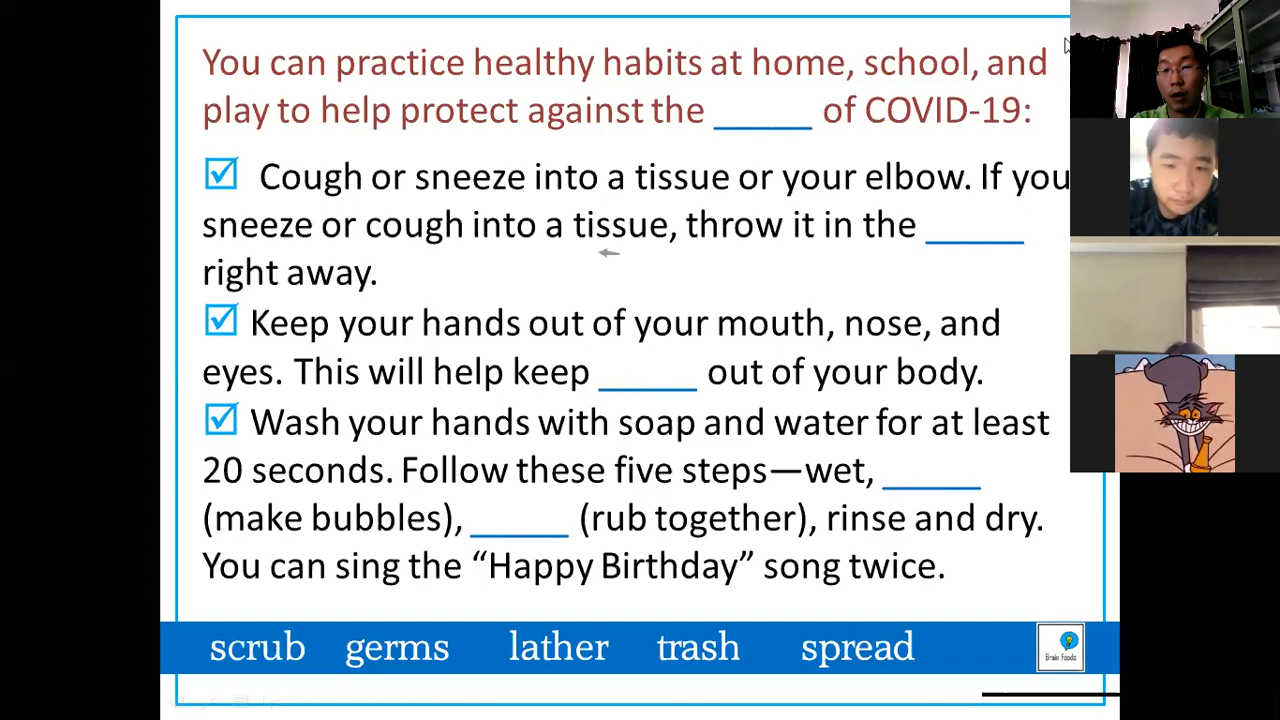 You can practice healthy habits at home, school, and
play to help protect against the ______ of COVID-19:
☑ Cough or sneeze into a tissue or your elbow. If you
sneeze or cough into a tissue, throw it in the ______
right away.
☑ Keep your hands out of your mouth, nose, and
eyes. This will help keep ______ out of your body.
☑ Wash your hands with soap and water for at least
20 seconds. Follow these five steps—wet, ______
(make bubbles), ______ (rub together), rinse and dry.
You can sing the “Happy Birthday” song twice.
scrub germs lather trash spread
Brain Foods